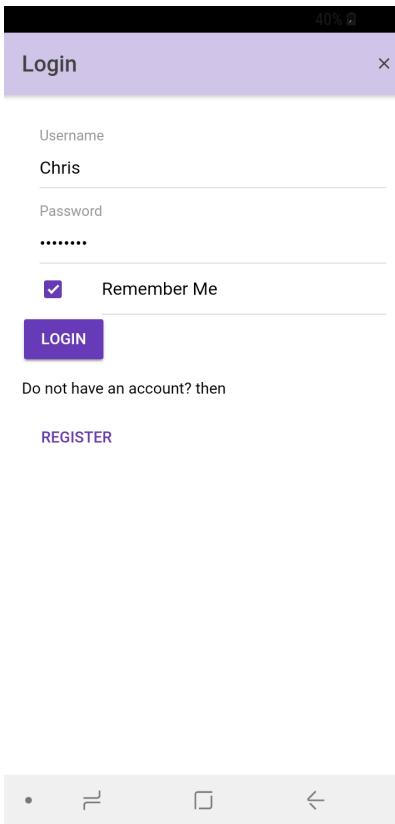 40%
Login
Username
Chris
Password
••••••••
Remember Me
LOGIN
Do not have an account? then
REGISTER